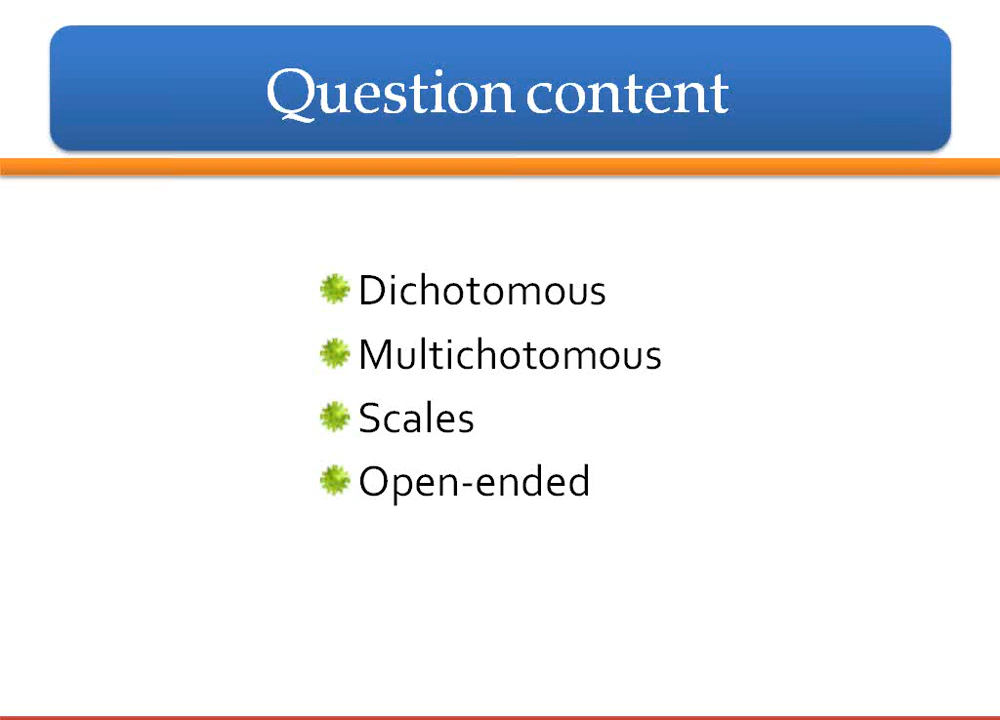 Question content
Dichotomous
Multichotomous
Scales
Open-ended